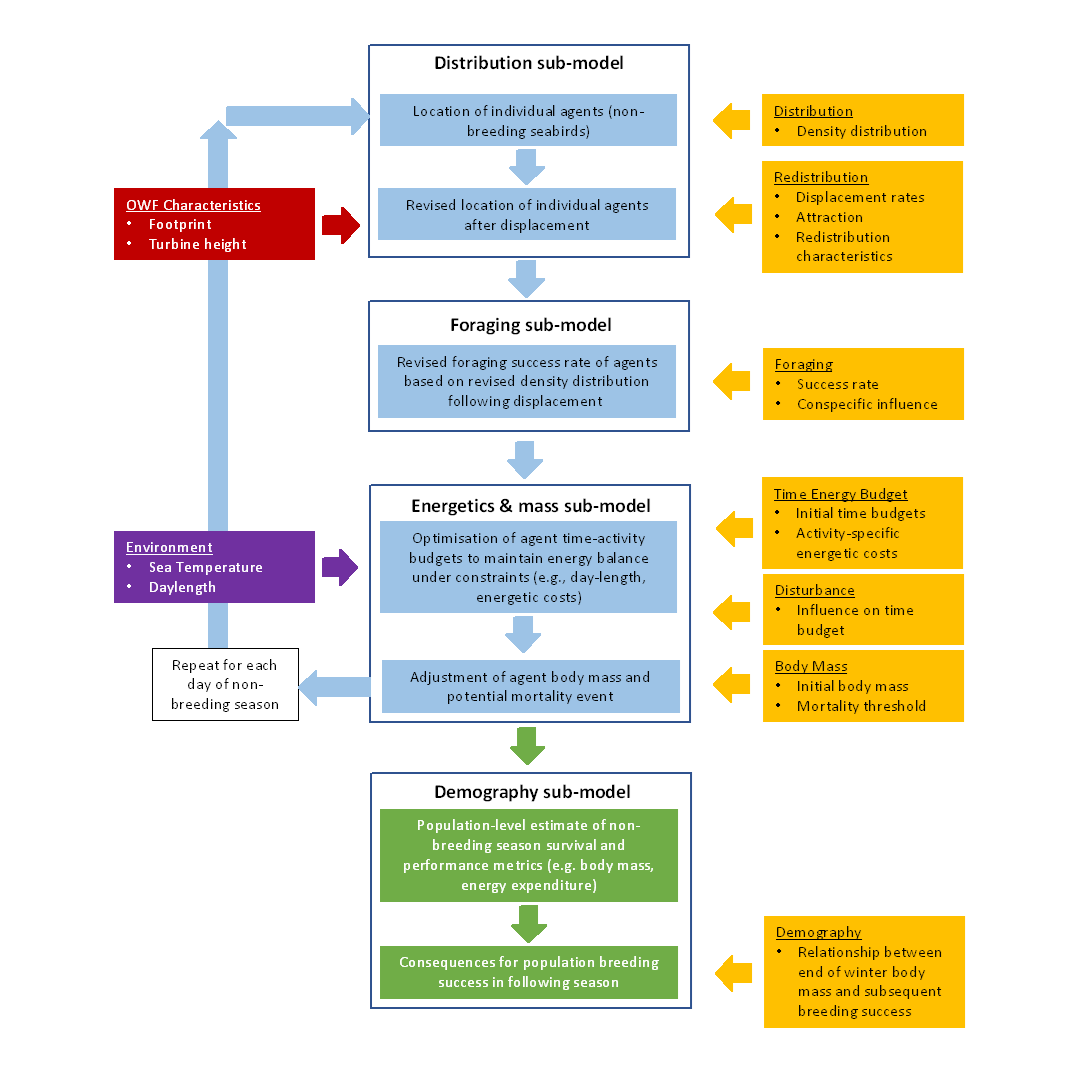 Distribution sub-model
Location of individual agents (non-
breeding seabirds)
Revised location of individual agents
after displacement
Distribution
• Density distribution
Redistribution
• Displacement rates
• Attraction
• Redistribution
characteristics
OWF Characteristics
• Footprint
• Turbine height
Foraging sub-model
Revised foraging success rate of agents
based on revised density distribution
following displacement
Foraging
• Success rate
• Conspecific influence
Energetics & mass sub-model
Optimisation of agent time-activity
budgets to maintain energy balance
under constraints (e.g., day-length,
energetic costs)
Adjustment of agent body mass and
potential mortality event
Time Energy Budget
• Initial time budgets
• Activity-specific
energetic costs
Disturbance
• Influence on time
budget
Body Mass
• Initial body mass
• Mortality threshold
Environment
• Sea Temperature
• Daylength
Repeat for each
day of non-
breeding season
Demography sub-model
Population-level estimate of non-
breeding season survival and
performance metrics (e.g. body mass,
energy expenditure)
Consequences for population breeding
success in following season
Demography
• Relationship between
end of winter body
mass and subsequent
breeding success